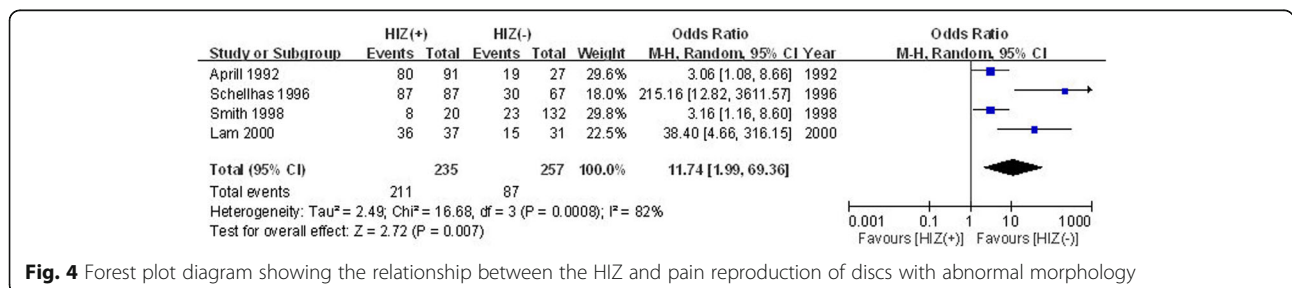 HIZ(+) HIZ(-) Odds Ratio Odds Ratio
Study or Subgroup Events Total Events Total Weight M-H, Random, 95% CI Year M-H, Random, 95% CI
Aprill 1992 80 91 19 27 29.6% 3.06 [1.08, 8.66] 1992
Schellhas 1996 87 87 30 67 18.0% 215.16 [12.82, 3611.57] 1996
Smith 1998 8 20 23 132 29.8% 3.16 [1.16, 8.60] 1998
Lam 2000 36 37 15 31 22.5% 38.40 [4.66, 316.15] 2000
Total (95% CI) 235 257 100.0% 11.74 [1.99, 69.36]
Total events 211 87
Heterogeneity: Tau² = 2.49; Chi² = 16.68, df = 3 (P = 0.0008); I² = 82%
Test for overall effect: Z = 2.72 (P = 0.007)
0.001 0.1 1 10 1000
Favours [HIZ(+)] Favours [HIZ(-)]
Fig. 4 Forest plot diagram showing the relationship between the HIZ and pain reproduction of discs with abnormal morphology